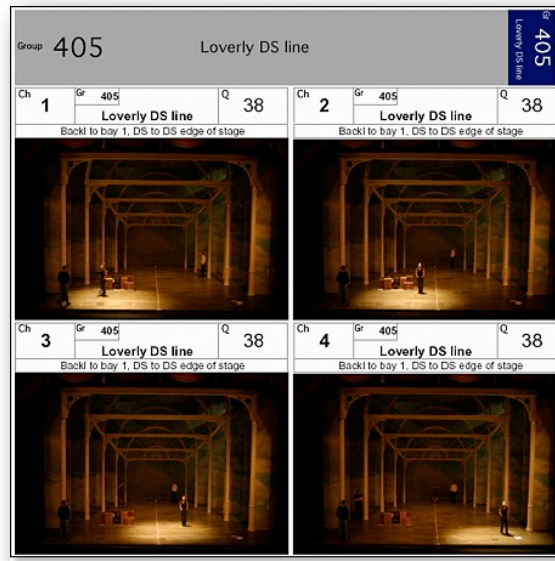 Group 405 Loverly DS line
Gr 405
Loverly DS line
Ch 1 Gr 405 Q 38
Loverly DS line
Backl to bay 1, DS to DS edge of stage
Ch 2 Gr 405 Q 38
Loverly DS line
Backl to bay 1, DS to DS edge of stage
Ch 3 Gr 405 Q 38
Loverly DS line
Backl to bay 1, DS to DS edge of stage
Ch 4 Gr 405 Q 38
Loverly DS line
Backl to bay 1, DS to DS edge of stage